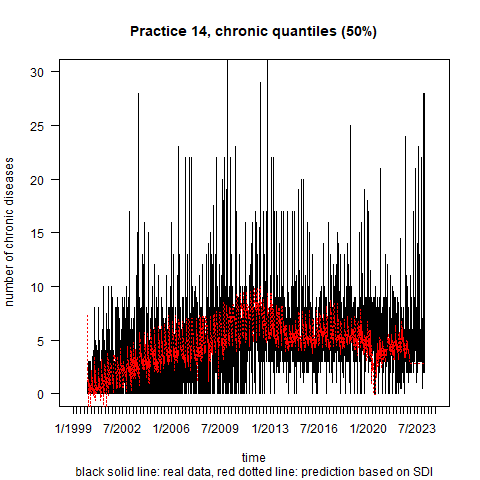 Practice 14, chronic quantiles (50%)
number of chronic diseases
30
25
20
15
10
5
0
1/1999 7/2002 1/2006 7/2009 1/2013 7/2016 1/2020 7/2023
time
black solid line: real data, red dotted line: prediction based on SDI